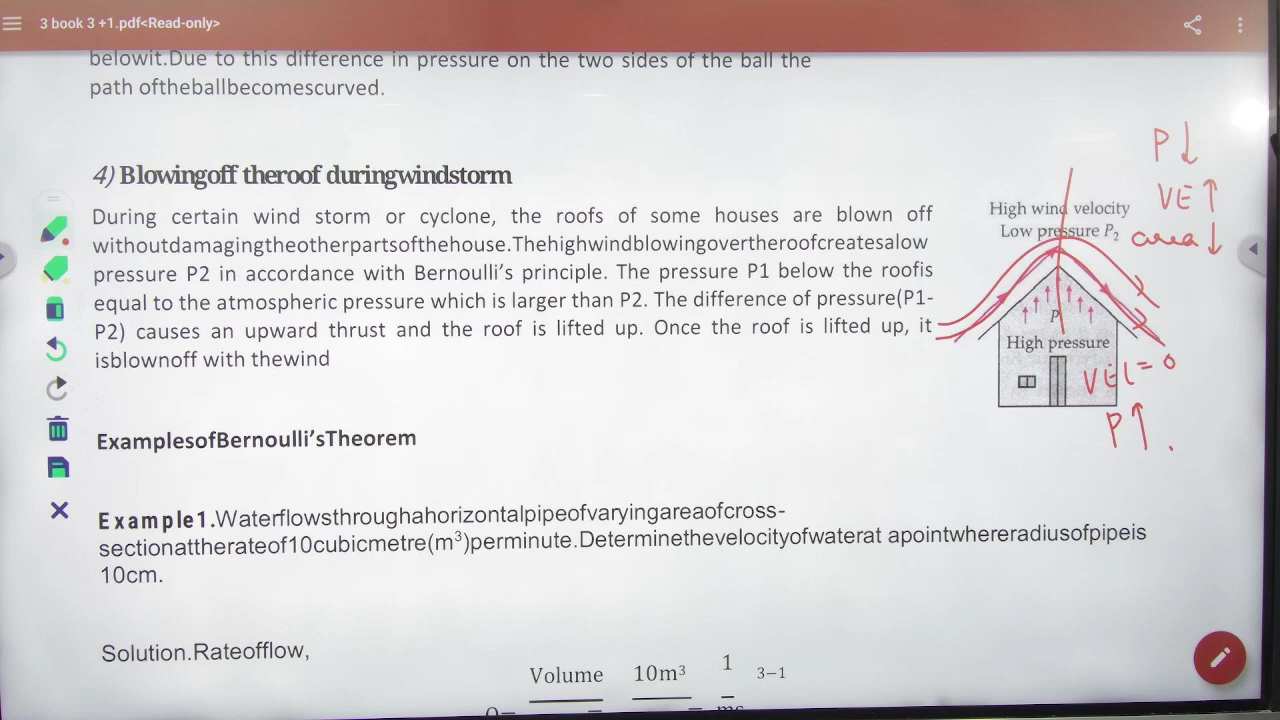 3 book 3 +1.pdf<Read-only>
belowit.Due to this difference in pressure on the two sides of the ball the
path oftheballbecomescurved.
4) Blowingoff theroof duringwindstorm
During certain wind storm or cyclone, the roofs of some houses are blown off
withoutdamagingtheotherpartsofthehouse.Thehighwindblowingovertheroofcreatesalow
pressure P2 in accordance with Bernoulli's principle. The pressure P1 below the roofis
equal to the atmospheric pressure which is larger than P2. The difference of pressure(P1-
P2) causes an upward thrust and the roof is lifted up. Once the roof is lifted up, it
isblownoff with thewind
P↓
VE↑
area↓
High wind velocity
Low pressure P₂
P
High pressure
VEL=0
P↑.
ExamplesofBernoulli'sTheorem
Example1.Waterflowsthroughahorizontalpipeofvaryingareaofcross-
sectionattherateof10cubicmetre(m³)perminute.Determinethevelocityofwaterat apointwhereradiusofpipeis
10cm.
Solution.Rateofflow,
Volume 10m³ 1 3−1